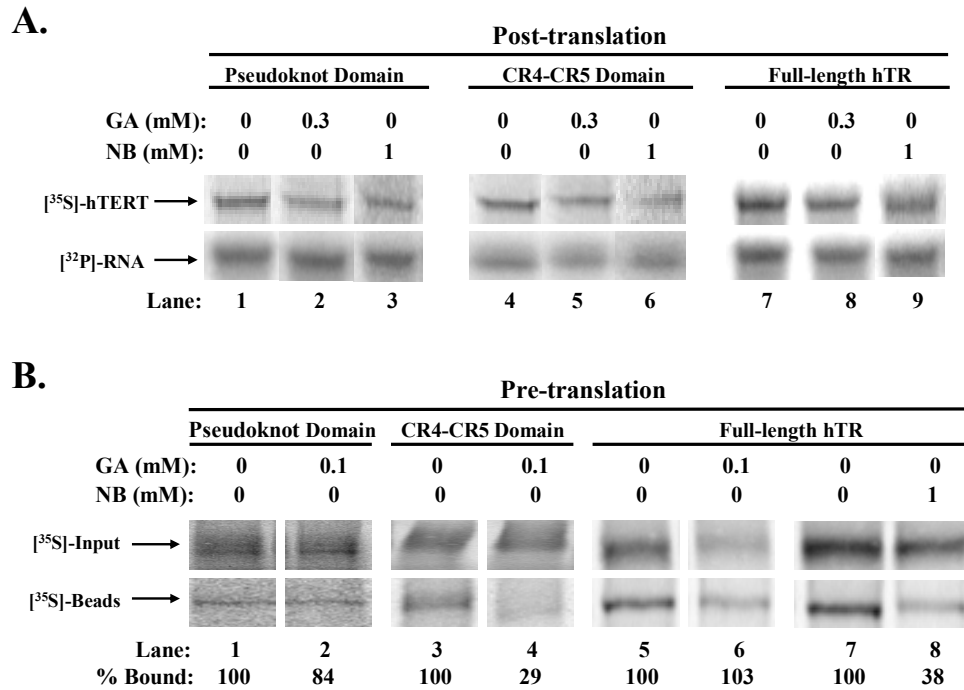 A.
Post-translation
Pseudoknot Domain CR4-CR5 Domain Full-length hTR
GA (mM): 0 0.3 0 0 0.3 0 0 0.3 0
NB (mM): 0 0 1 0 0 1 0 0 1
[³⁵S]-hTERT
[³²P]-RNA
Lane: 1 2 3 4 5 6 7 8 9
B.
Pre-translation
Pseudoknot Domain CR4-CR5 Domain Full-length hTR
GA (mM): 0 0.1 0 0.1 0 0.1 0 0
NB (mM): 0 0 0 0 0 0 0 1
[³⁵S]-Input
[³⁵S]-Beads
Lane: 1 2 3 4 5 6 7 8
% Bound: 100 84 100 29 100 103 100 38